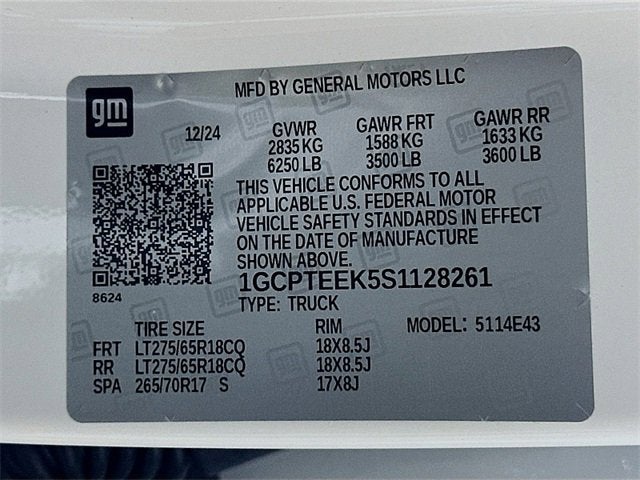 MFD BY GENERAL MOTORS LLC
gm
12/24
GVWR GAWR FRT GAWR RR
2835 KG 1588 KG 1633 KG
6250 LB 3500 LB 3600 LB
THIS VEHICLE CONFORMS TO ALL
APPLICABLE U.S. FEDERAL MOTOR
VEHICLE SAFETY STANDARDS IN EFFECT
ON THE DATE OF MANUFACTURE
SHOWN ABOVE.
8624
1GCPTEEK5S1128261
TYPE: TRUCK
TIRE SIZE RIM MODEL: 5114E43
FRT LT275/65R18CQ 18X8.5J
RR LT275/65R18CQ 18X8.5J
SPA 265/70R17 S 17X8J